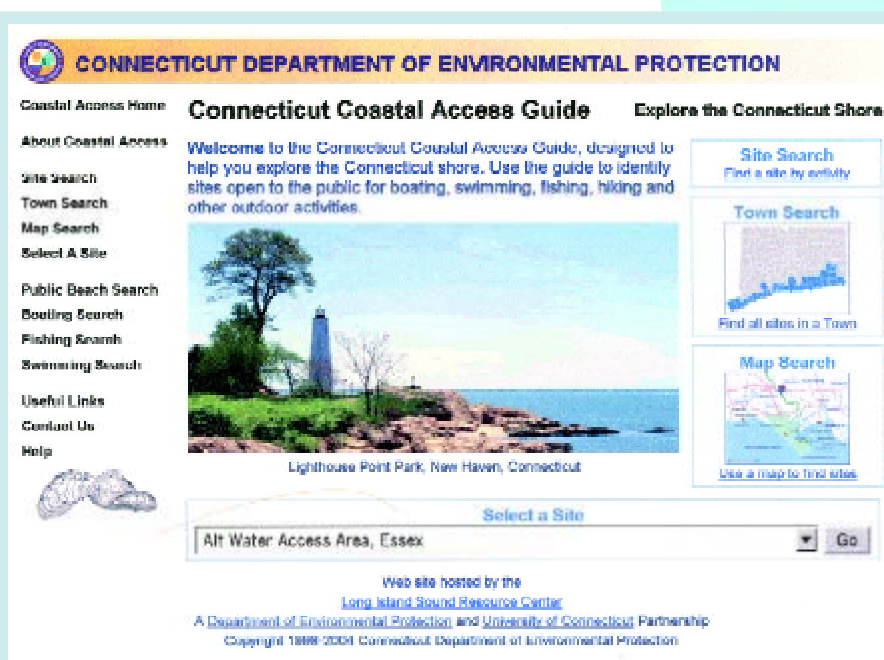 CONNECTICUT DEPARTMENT OF ENVIRONMENTAL PROTECTION
Coastal Access Home
About Coastal Access
Site Search
Town Search
Map Search
Select A Site
Public Beach Search
Boating Search
Fishing Search
Swimming Search
Useful Links
Contact Us
Help
Connecticut Coastal Access Guide
Explore the Connecticut Shore
Welcome to the Connecticut Coastal Access Guide, designed to
help you explore the Connecticut shore. Use the guide to identify
sites open to the public for boating, swimming, fishing, hiking and
other outdoor activities.
Lighthouse Point Park, New Haven, Connecticut
Site Search
Find a site by activity
Town Search
Find all sites in a Town
Map Search
Use a map to find sites
Select a Site
Alt Water Access Area, Essex
Go
Web site hosted by the
Long Island Sound Resource Center
A Department of Environmental Protection and University of Connecticut Partnership
Copyright 1998-2004 Connecticut Department of Environmental Protection